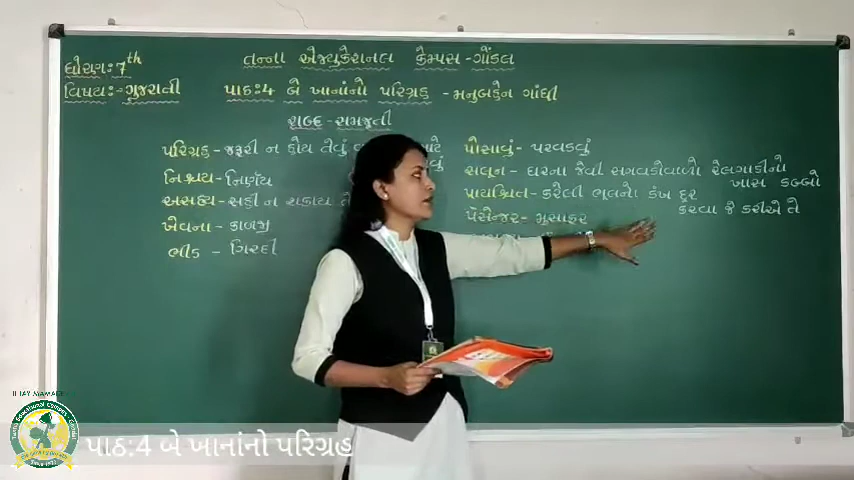 ધોરણ:7th
તન્ના એજ્યુકેશનલ કેમ્પસ-ગોંડલ
વિષય:-ગુજરાતી પાઠ:4 બે ખાનાંનો પરિગ્રહ -મનુબહેન ગાંધી
શબ્દ-સમજૂતી
પરિગ્રહ-જરૂરી ન હોય તેવું
નિશ્ચય-નિર્ણય
અસહ્ય-સહી ન શકાય
ખેવના-કાળજી
ભીડ - ગિરદી
પોસાવું- પરવડવું
સલૂન-ઘરના જેવી સગવડોવાળો રેલગાડીનો
ખાસ ડબ્બો
પ્રાયશ્ચિત-કરેલી ભૂલનો ડંખ દૂર
કરવા જે કરીએ તે
પેસેન્જર-મુસાફર
પાઠ:4 બે ખાનાંનો પરિગ્રહ